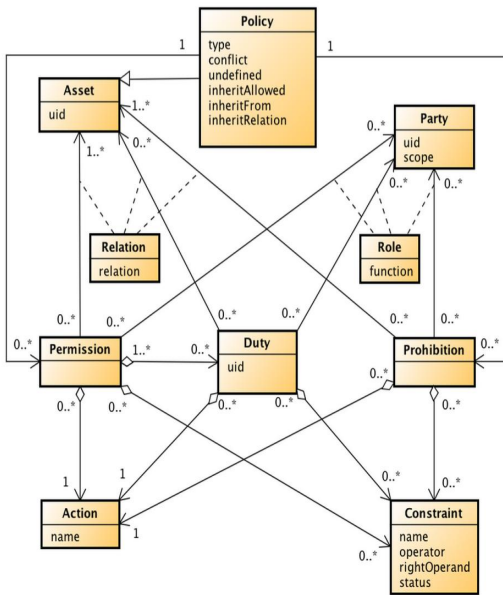 Policy
1
1
type
conflict
undefined
inheritAllowed
inheritFrom
inheritRelation
Asset
uid
1..*
0..*
1..*
0..*
Party
uid
scope
0..*
0..*
Relation
relation
Role
function
0..*
0..*
0..*
0..*
0..*
0..*
0..*
0..*
Permission
1..*
0..*
Duty
uid
Prohibition
0..*
0..*
0..*
0..*
0..*
0..*
0..*
1
1
0..*
0..*
Action
name
1
0..*
Constraint
name
operator
rightOperand
status